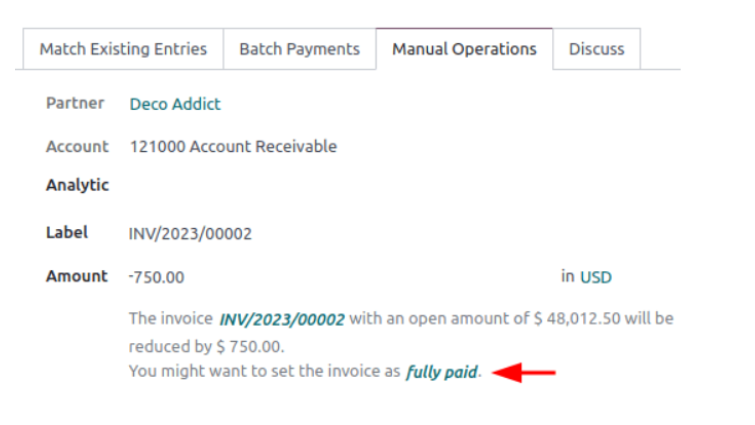 Match Existing Entries Batch Payments Manual Operations Discuss
Partner Deco Addict
Account 121000 Account Receivable
Analytic
Label INV/2023/00002
Amount -750.00 in USD
The invoice INV/2023/00002 with an open amount of $ 48,012.50 will be
reduced by $ 750.00.
You might want to set the invoice as fully paid.